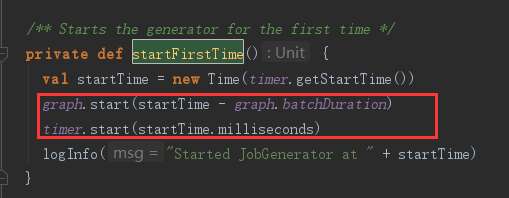 /** Starts the generator for the first time */
private def startFirstTime(): Unit {
val startTime = new Time(timer.getStartTime())
graph.start(startTime - graph.batchDuration)
timer.start(startTime.milliseconds)
logInfo( msg = "Started JobGenerator at " + startTime)
}